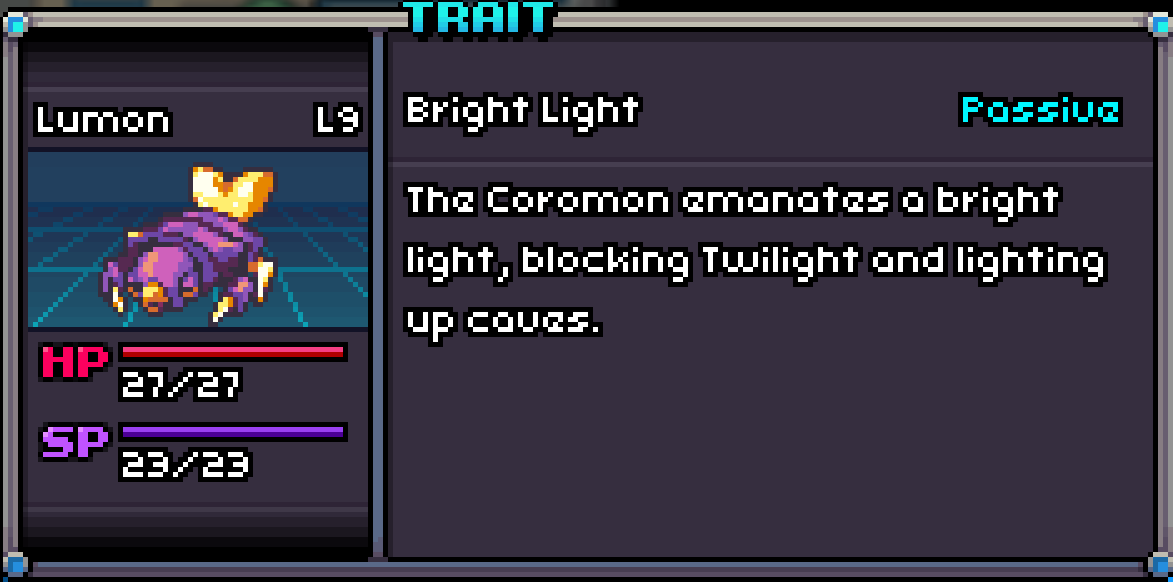 TRAIT
Lumon L9
Bright Light Passive
The Coromon emanates a bright
light, blocking Twilight and lighting
up caves.
HP
27/27
SP
23/23